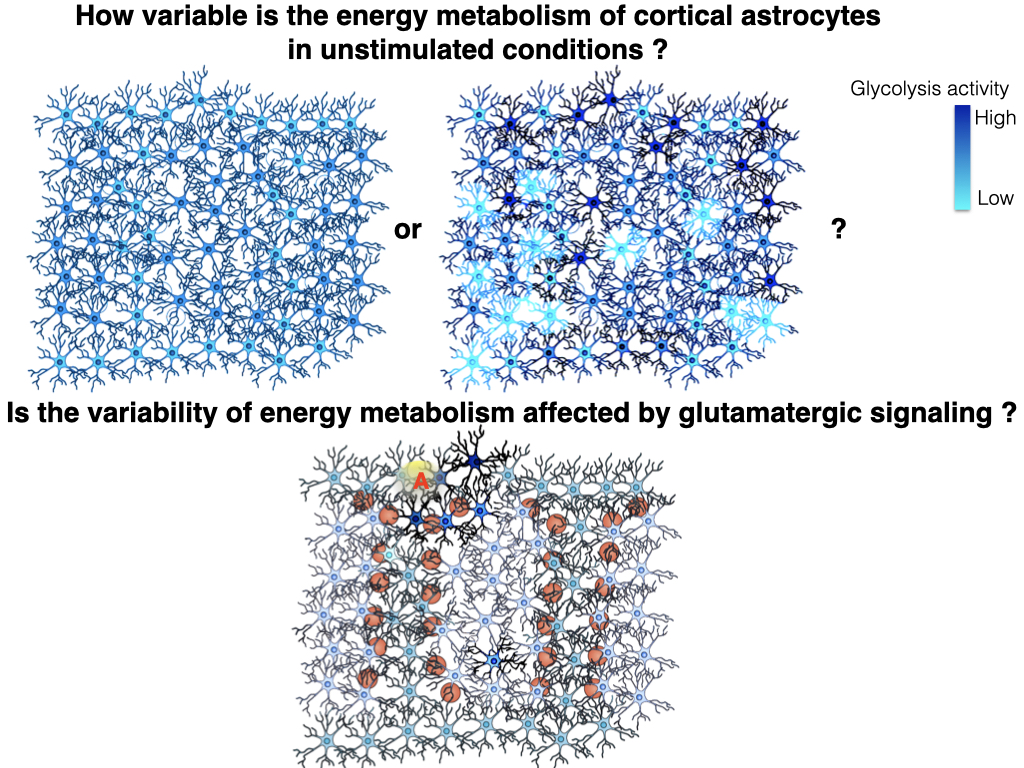 How variable is the energy metabolism of cortical astrocytes
in unstimulated conditions ?
Glycolysis activity
High
Low
or
?
Is the variability of energy metabolism affected by glutamatergic signaling ?
A